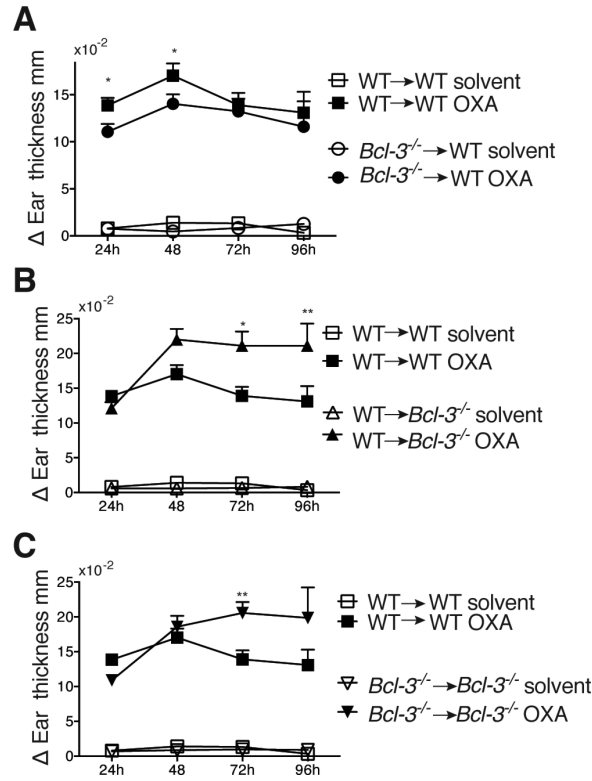 A
x10-2
* *
15
10
5
0
24h 48 72h 96h
Δ Ear thickness mm
WT→WT solvent
WT→WT OXA
Bcl-3-/-→WT solvent
Bcl-3-/-→WT OXA
B
x10-2
* **
25
20
15
10
5
0
24h 48 72h 96h
Δ Ear thickness mm
WT→WT solvent
WT→WT OXA
WT→Bcl-3-/- solvent
WT→Bcl-3-/- OXA
C
x10-2
**
25
20
15
10
5
0
24h 48 72h 96h
Δ Ear thickness mm
WT→WT solvent
WT→WT OXA
Bcl-3-/-→Bcl-3-/- solvent
Bcl-3-/-→Bcl-3-/- OXA